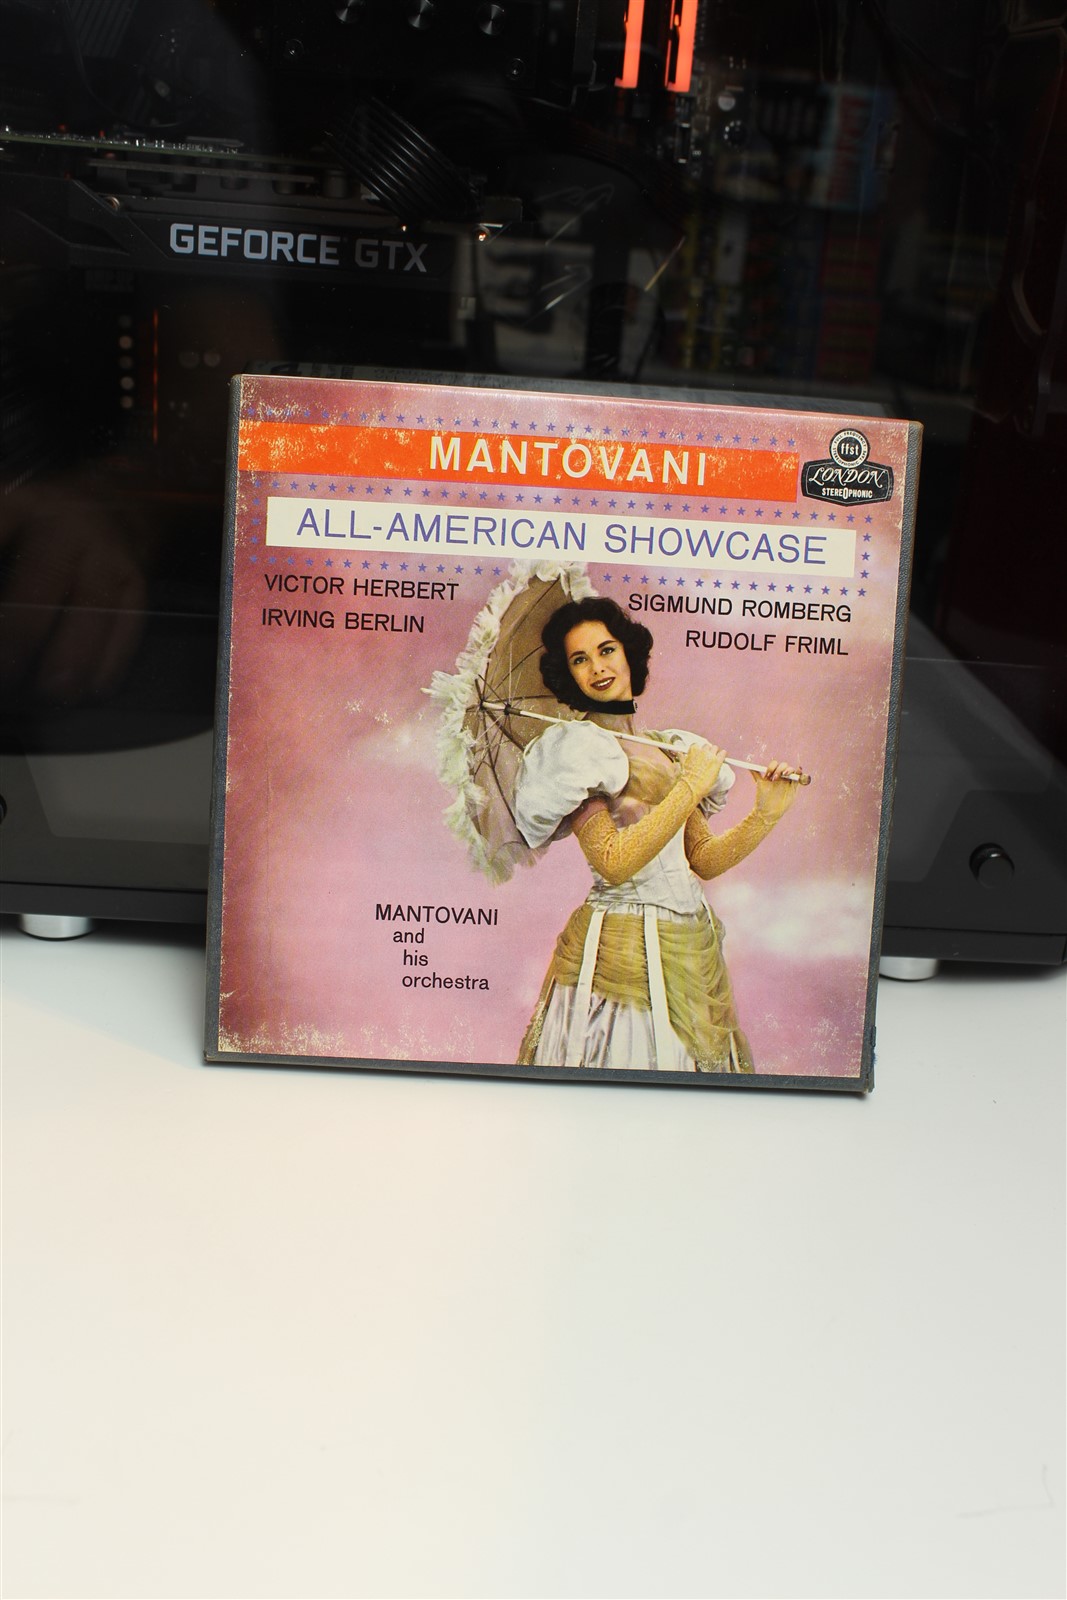 GEFORCE GTX
MANTOVANI
ffst
LONDON
STEREOPHONIC
ALL-AMERICAN SHOWCASE
VICTOR HERBERT
IRVING BERLIN
SIGMUND ROMBERG
RUDOLF FRIML
MANTOVANI
and
his
orchestra